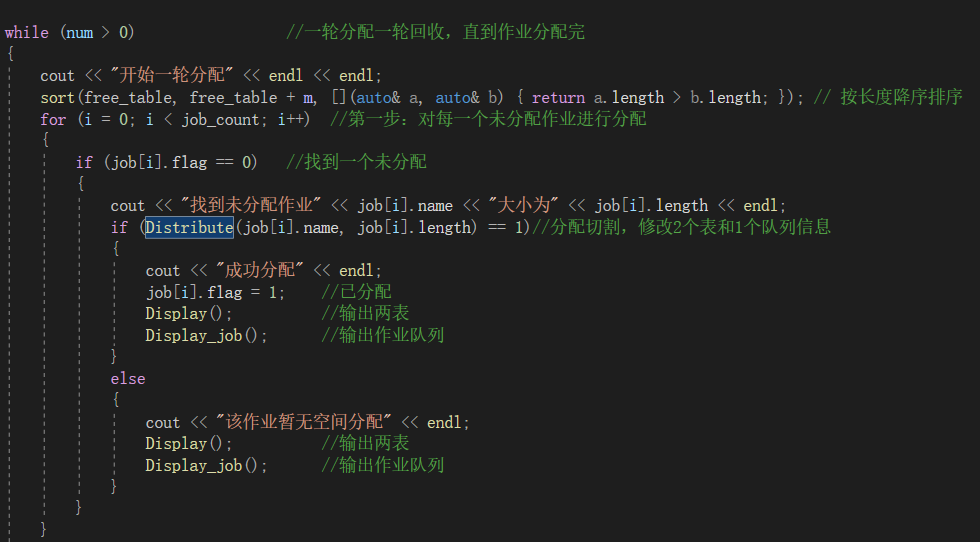 while (num > 0)                //一轮分配一轮回收，直到作业分配完
{
    cout << "开始一轮分配" << endl << endl;
    sort(free_table, free_table + m, [](auto& a, auto& b) { return a.length > b.length; }); // 按长度降序排序
    for (i = 0; i < job_count; i++)  //第一步：对每一个未分配作业进行分配
    {
        if (job[i].flag == 0)   //找到一个未分配
        {
            cout << "找到未分配作业" << job[i].name << "大小为" << job[i].length << endl;
            if (Distribute(job[i].name, job[i].length) == 1)//分配切割，修改2个表和1个队列信息
            {
                cout << "成功分配" << endl;
                job[i].flag = 1;    //已分配
                Display();          //输出两表
                Display_job();      //输出作业队列
            }
            else
            {
                cout << "该作业暂无空间分配" << endl;
                Display();          //输出两表
                Display_job();      //输出作业队列
            }
        }
    }